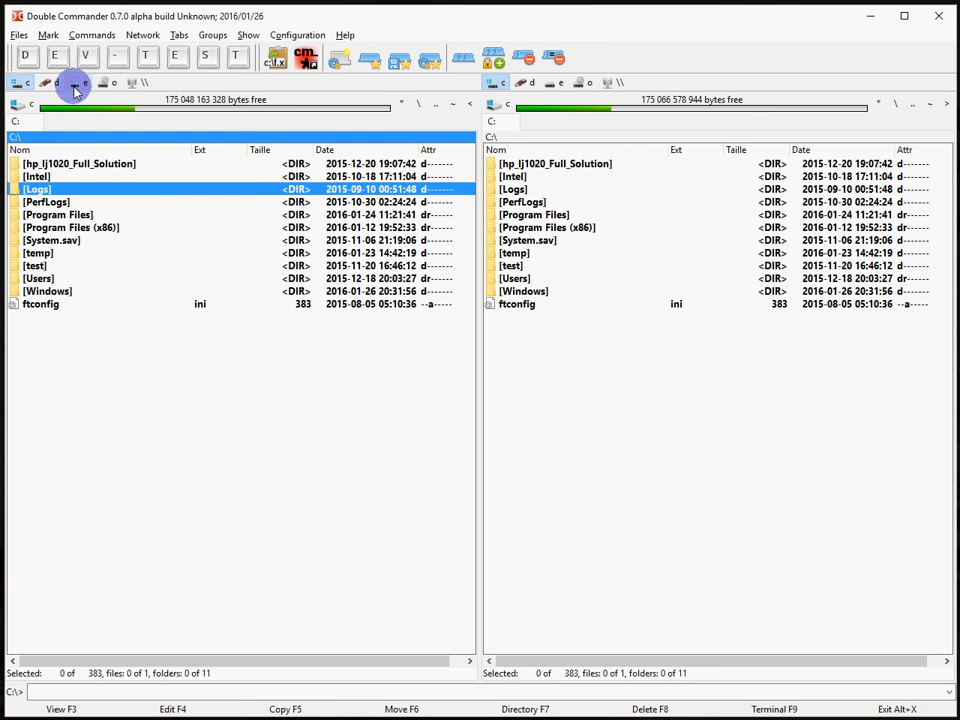 Double Commander 0.7.0 alpha build Unknown; 2016/01/26
Files Mark Commands Network Tabs Groups Show Configuration Help
D E V - T E S T c:\f.x cm_
c d e o \\ c d e o \\
c 175 048 163 328 bytes free * \ .. ~ < c 175 066 578 944 bytes free * \ .. ~ >
C: C:
C:\ C:\
Nom Ext Taille Date Attr Nom Ext Taille Date Attr
[hp_lj1020_Full_Solution] <DIR> 2015-12-20 19:07:42 d------- [hp_lj1020_Full_Solution] <DIR> 2015-12-20 19:07:42 d-------
[Intel] <DIR> 2015-10-18 17:11:04 d------- [Intel] <DIR> 2015-10-18 17:11:04 d-------
[Logs] <DIR> 2015-09-10 00:51:48 d------- [Logs] <DIR> 2015-09-10 00:51:48 d-------
[PerfLogs] <DIR> 2015-10-30 02:24:24 d------- [PerfLogs] <DIR> 2015-10-30 02:24:24 d-------
[Program Files] <DIR> 2016-01-24 11:21:41 dr------ [Program Files] <DIR> 2016-01-24 11:21:41 dr------
[Program Files (x86)] <DIR> 2016-01-12 19:52:33 dr------ [Program Files (x86)] <DIR> 2016-01-12 19:52:33 dr------
[System.sav] <DIR> 2015-11-06 21:19:06 d------- [System.sav] <DIR> 2015-11-06 21:19:06 d-------
[temp] <DIR> 2016-01-23 14:42:19 d------- [temp] <DIR> 2016-01-23 14:42:19 d-------
[test] <DIR> 2015-11-20 16:46:12 d------- [test] <DIR> 2015-11-20 16:46:12 d-------
[Users] <DIR> 2015-12-18 20:03:27 dr------ [Users] <DIR> 2015-12-18 20:03:27 dr------
[Windows] <DIR> 2016-01-26 20:31:56 d------- [Windows] <DIR> 2016-01-26 20:31:56 d-------
ftconfig ini 383 2015-08-05 05:10:36 --a----- ftconfig ini 383 2015-08-05 05:10:36 --a-----
Selected: 0 of 383, files: 0 of 1, folders: 0 of 11 Selected: 0 of 383, files: 0 of 1, folders: 0 of 11
C:\>
View F3 Edit F4 Copy F5 Move F6 Directory F7 Delete F8 Terminal F9 Exit Alt+X